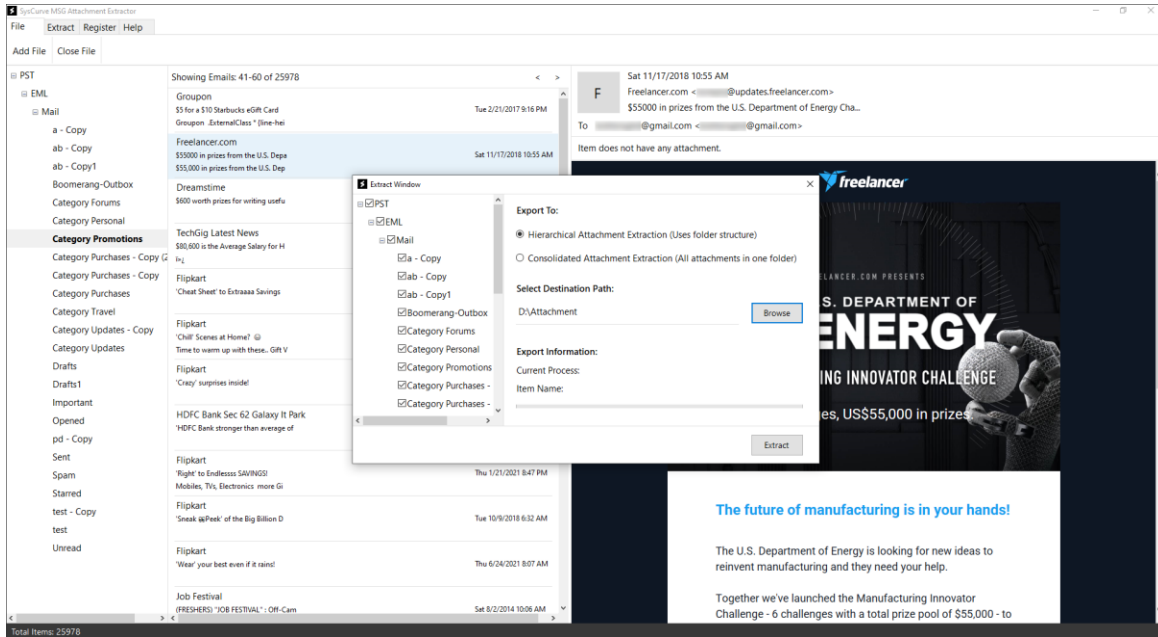 SysCurve MSG Attachment Extractor
File Extract Register Help
Add File Close File
PST
EML
Mail
a - Copy
ab - Copy
ab - Copy1
Boomerang-Outbox
Category Forums
Category Personal
Category Promotions
Category Purchases - Copy
Category Purchases - Copy
Category Purchases
Category Travel
Category Updates - Copy
Category Updates
Drafts
Drafts1
Important
Opened
pd - Copy
Sent
Spam
Starred
test - Copy
test
Unread
Showing Emails: 41-60 of 25978 < >
Groupon
$5 for a $10 Starbucks eGift Card Tue 2/21/2017 9:16 PM
Groupon .ExternalClass * {line-hei
Freelancer.com
$55000 in prizes from the U.S. Depa Sat 11/17/2018 10:55 AM
$55,000 in prizes from the U.S. Dep
Dreamstime
$600 worth prizes for writing usefu
TechGig Latest News
$80,600 is the Average Salary for H
Flipkart
'Cheat Sheet' to Extraaaa Savings
Flipkart
'Chill' Scenes at Home?
Time to warm up with these.. Gift V
Flipkart
'Crazy' surprises inside!
HDFC Bank Sec 62 Galaxy It Park
'HDFC Bank stronger than average of
Flipkart
'Right' to Endlessss SAVINGS! Thu 1/21/2021 8:47 PM
Mobiles, TVs, Electronics more Gi
Flipkart
'Sneak Peek' of the Big Billion D Tue 10/9/2018 6:32 AM
Flipkart
'Wear' your best even if it rains! Thu 6/24/2021 8:07 AM
Job Festival
(FRESHERS) "JOB FESTIVAL" : Off-Cam Sat 8/2/2014 10:06 AM
F
Sat 11/17/2018 10:55 AM
Freelancer.com < @updates.freelancer.com>
$55000 in prizes from the U.S. Department of Energy Cha...
To @gmail.com < @gmail.com>
Item does not have any attachment.
Extract Window
PST
EML
Mail
a - Copy
ab - Copy
ab - Copy1
Boomerang-Outbox
Category Forums
Category Personal
Category Promotions
Category Purchases -
Category Purchases -
Export To:
Hierarchical Attachment Extraction (Uses folder structure)
Consolidated Attachment Extraction (All attachments in one folder)
Select Destination Path:
D:\Attachment Browse
Export Information:
Current Process:
Item Name:
Extract
freelancer
LANCER.COM PRESENTS
S. DEPARTMENT OF
ENERGY
ING INNOVATOR CHALLENGE
es, US$55,000 in prizes
The future of manufacturing is in your hands!
The U.S. Department of Energy is looking for new ideas to
reinvent manufacturing and they need your help.
Together we've launched the Manufacturing Innovator
Challenge - 6 challenges with a total prize pool of $55,000 - to
Total Items: 25978